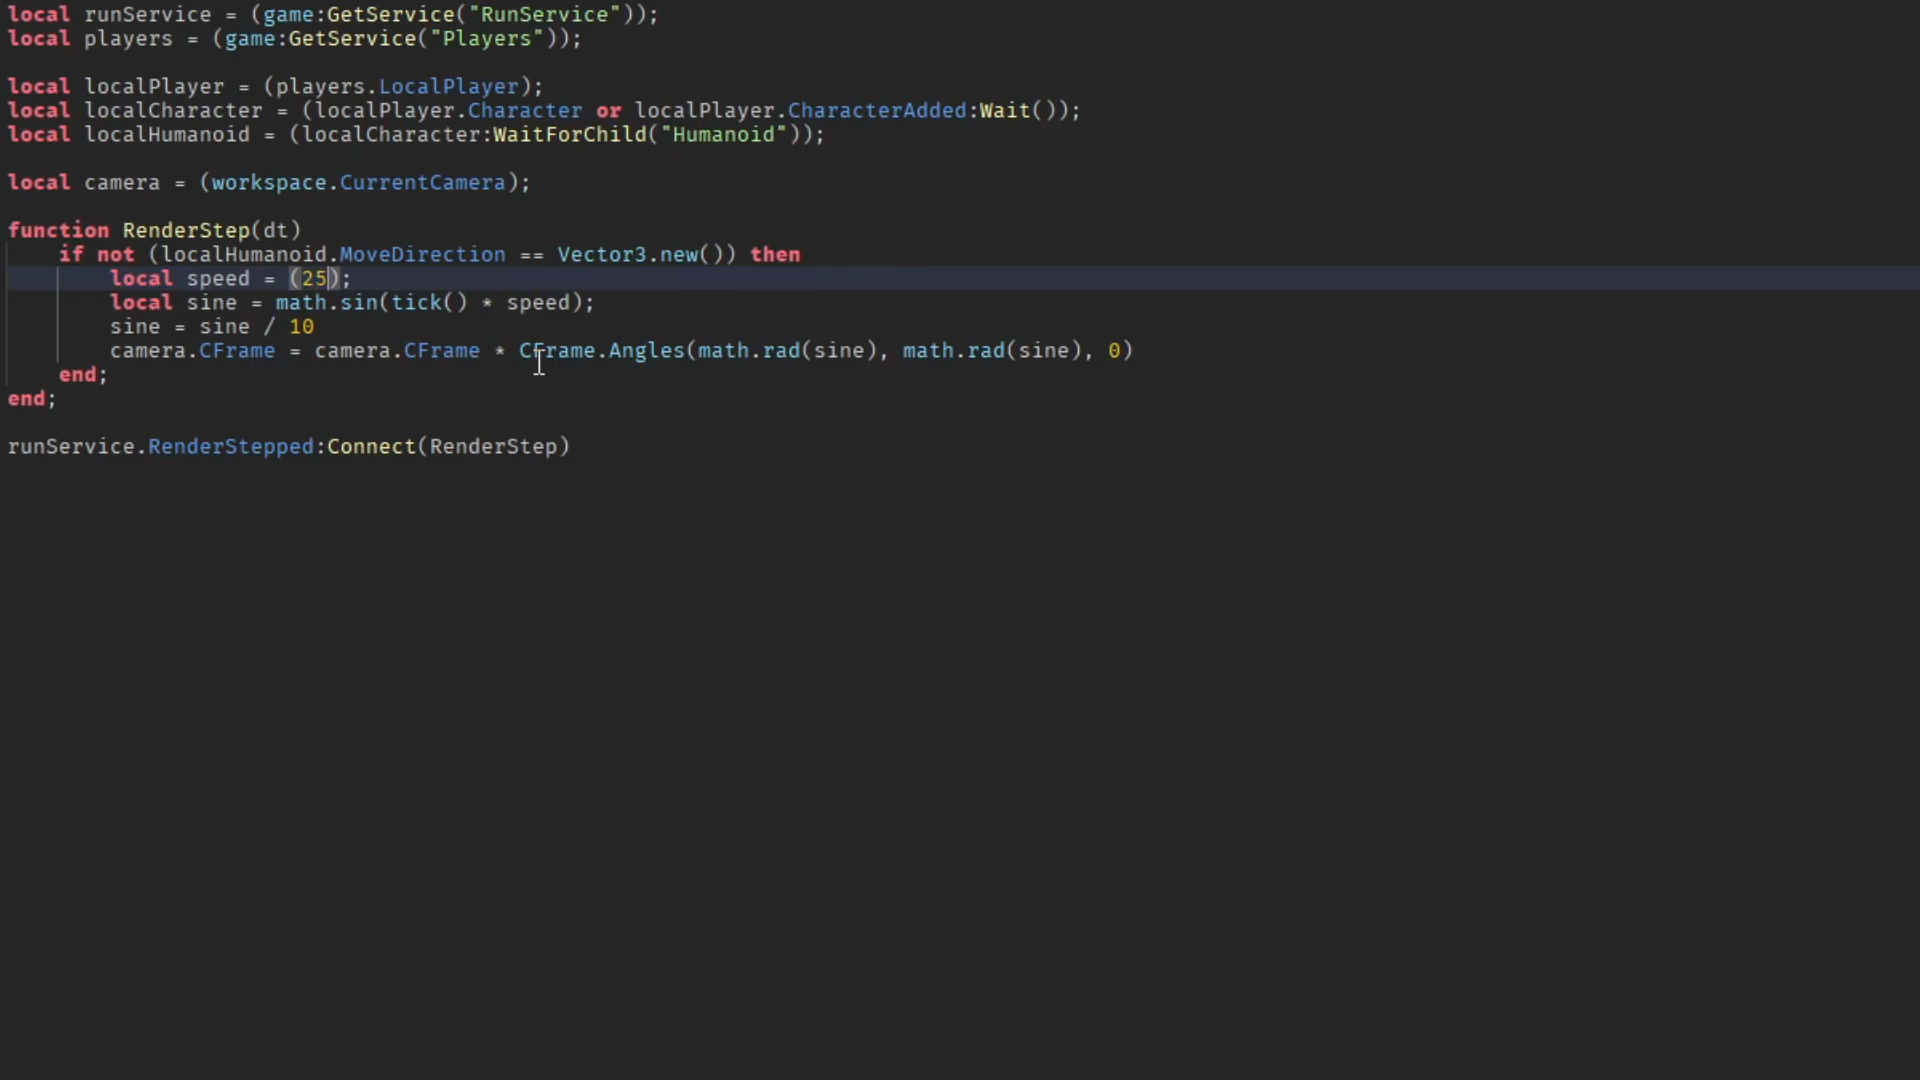 local runService = (game:GetService("RunService"));
local players = (game:GetService("Players"));
local localPlayer = (players.LocalPlayer);
local localCharacter = (localPlayer.Character or localPlayer.CharacterAdded:Wait());
local localHumanoid = (localCharacter:WaitForChild("Humanoid"));
local camera = (workspace.CurrentCamera);
function RenderStep(dt)
if not (localHumanoid.MoveDirection == Vector3.new()) then
local speed = (25);
local sine = math.sin(tick() * speed);
sine = sine / 10
camera.CFrame = camera.CFrame * CFrame.Angles(math.rad(sine), math.rad(sine), 0)
end;
end;
runService.RenderStepped:Connect(RenderStep)